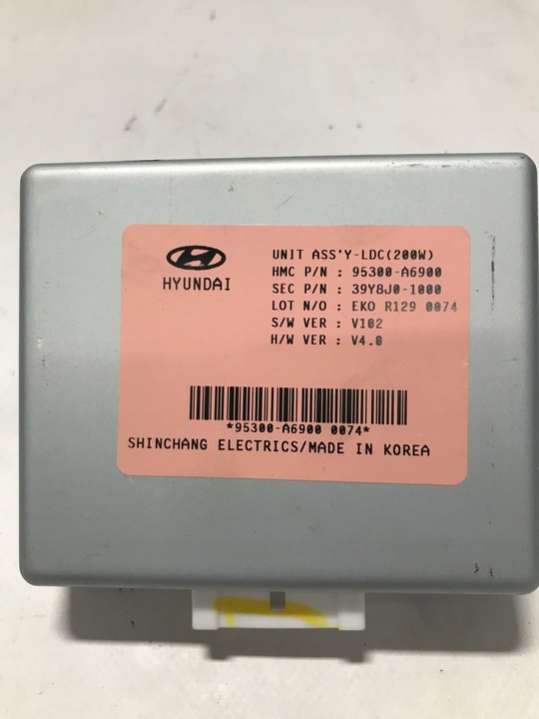 HYUNDAI
UNIT ASS'Y-LDC(200W)
HMC P/N : 95300-A6900
SEC P/N : 39Y8J0-1000
LOT N/O : EKO R129 0074
S/W VER : V102
H/W VER : V4.0
*95300-A6900 0074*
SHINCHANG ELECTRICS/MADE IN KOREA